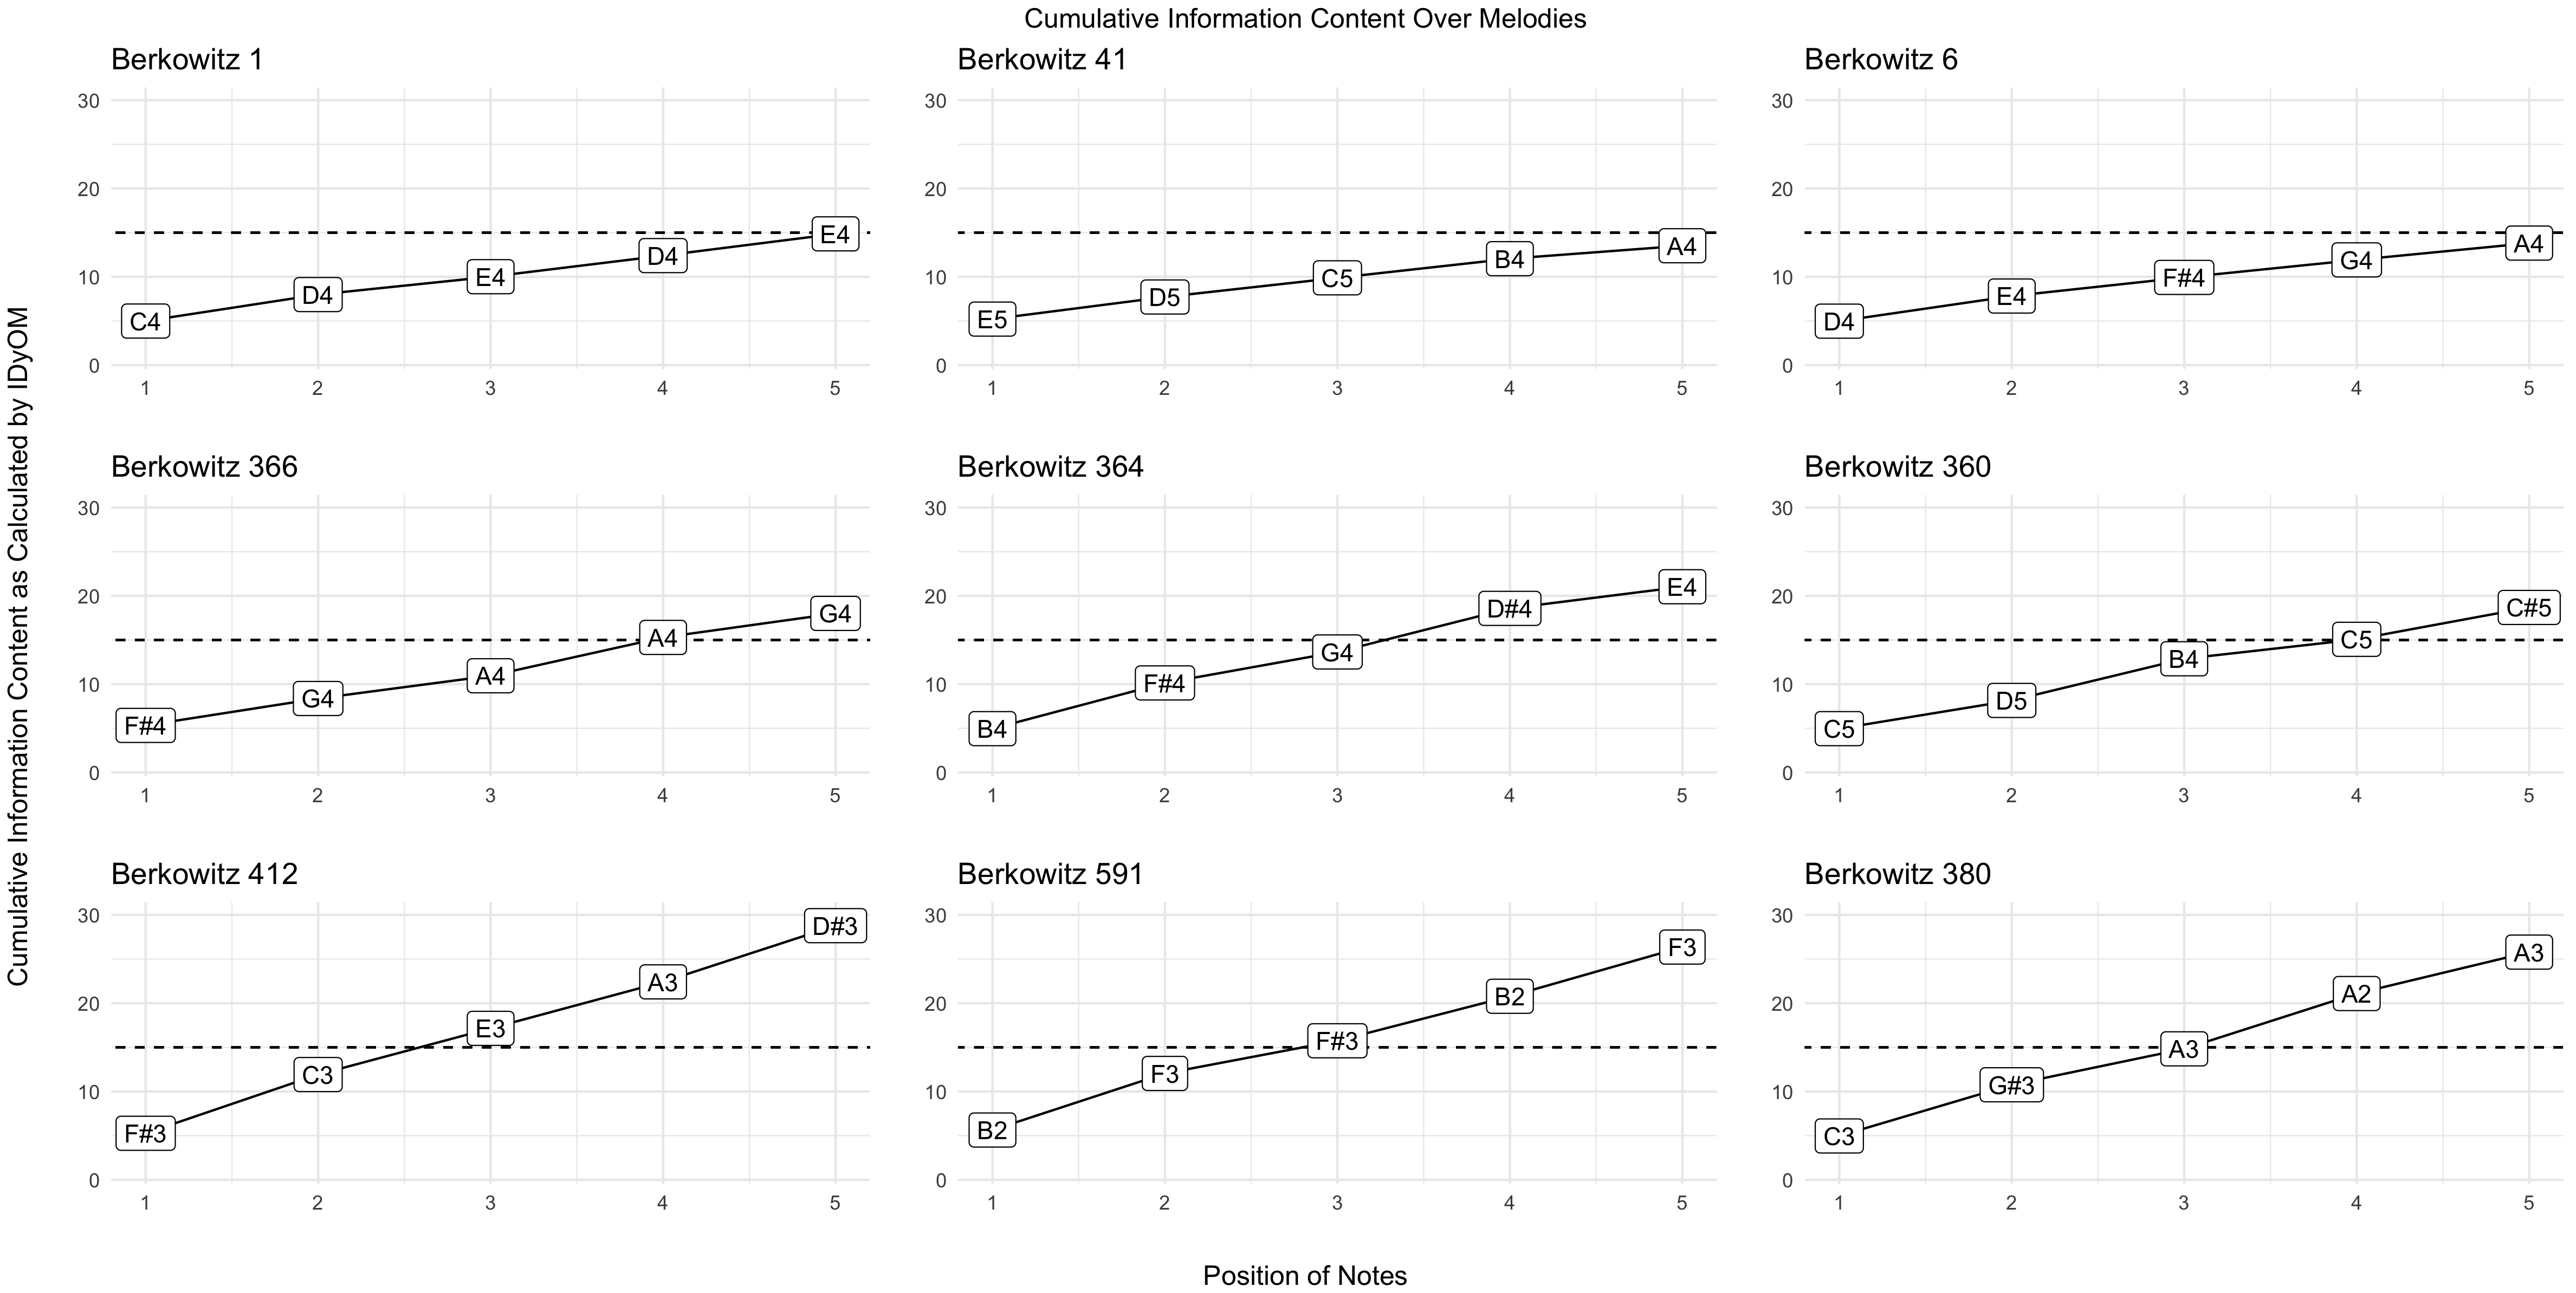 Cumulative Information Content Over Melodies
Cumulative Information Content as Calculated by IDyOM
Berkowitz 1
30
20
10
0
C4
D4
E4
D4
E4
1 2 3 4 5
Berkowitz 41
30
20
10
0
E5
D5
C5
B4
A4
1 2 3 4 5
Berkowitz 6
30
20
10
0
D4
E4
F#4
G4
A4
1 2 3 4 5
Berkowitz 366
30
20
10
0
F#4
G4
A4
A4
G4
1 2 3 4 5
Berkowitz 364
30
20
10
0
B4
F#4
G4
D#4
E4
1 2 3 4 5
Berkowitz 360
30
20
10
0
C5
D5
B4
C5
C#5
1 2 3 4 5
Berkowitz 412
30
20
10
0
F#3
C3
E3
A3
D#3
1 2 3 4 5
Berkowitz 591
30
20
10
0
B2
F3
F#3
B2
F3
1 2 3 4 5
Berkowitz 380
30
20
10
0
C3
G#3
A3
A2
A3
1 2 3 4 5
Position of Notes